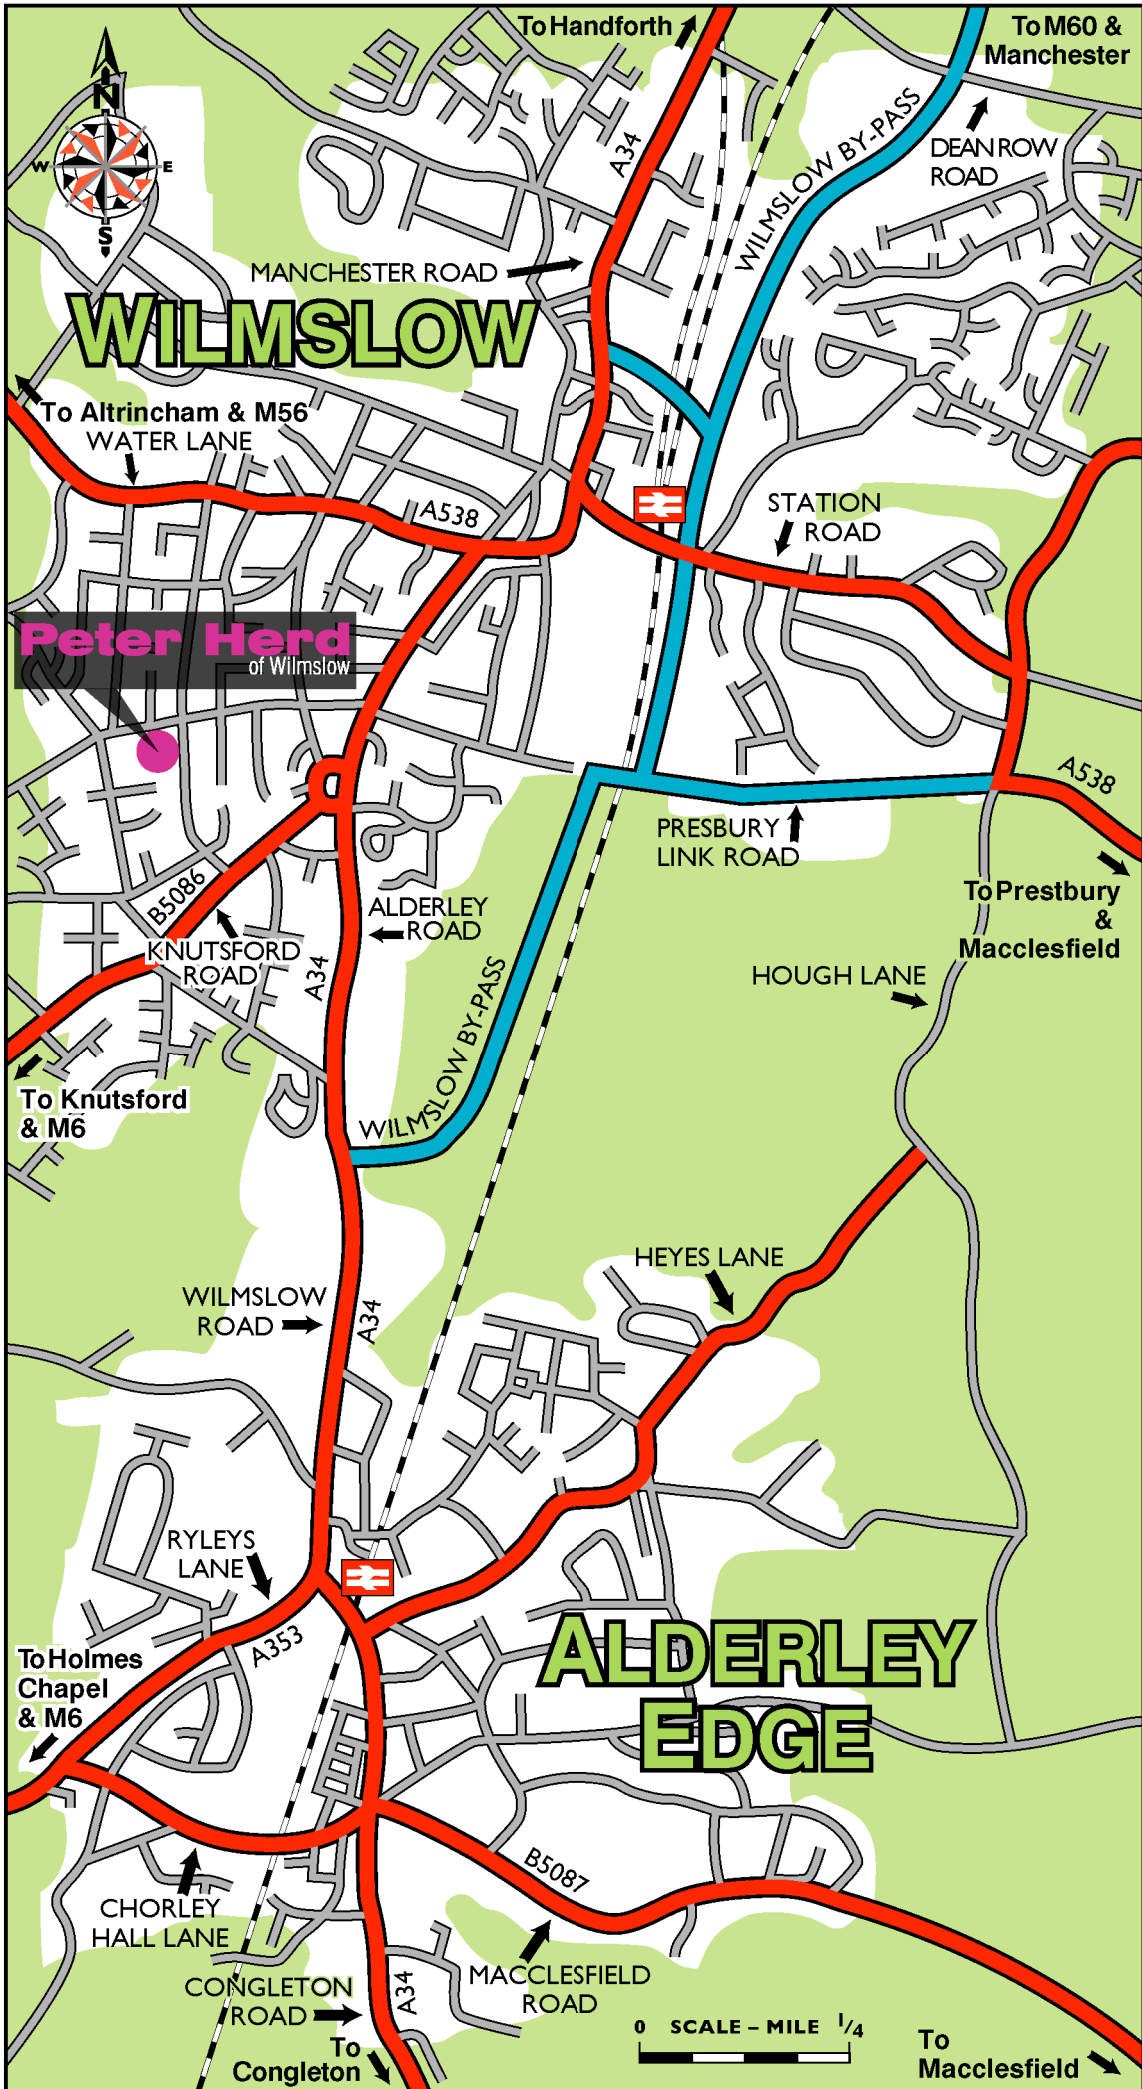 To Handforth
To M60 &
Manchester
N
W
E
S
A34
WILMSLOW BY-PASS
DEAN ROW
ROAD
MANCHESTER ROAD
WILMSLOW
To Altrincham & M56
WATER LANE
A538
STATION
ROAD
Peter Herd
of Wilmslow
A538
PRESBURY
LINK ROAD
B5086
ALDERLEY
ROAD
To Prestbury
&
Macclesfield
KNUTSFORD
ROAD
A34
HOUGH LANE
WILMSLOW BY-PASS
To Knutsford
& M6
HEYES LANE
WILMSLOW
ROAD
A34
RYLEYS
LANE
A353
ALDERLEY
EDGE
To Holmes
Chapel
& M6
B5087
CHORLEY
HALL LANE
MACCLESFIELD
ROAD
CONGLETON
ROAD
A34
To
Congleton
0 SCALE – MILE 1/4
To
Macclesfield